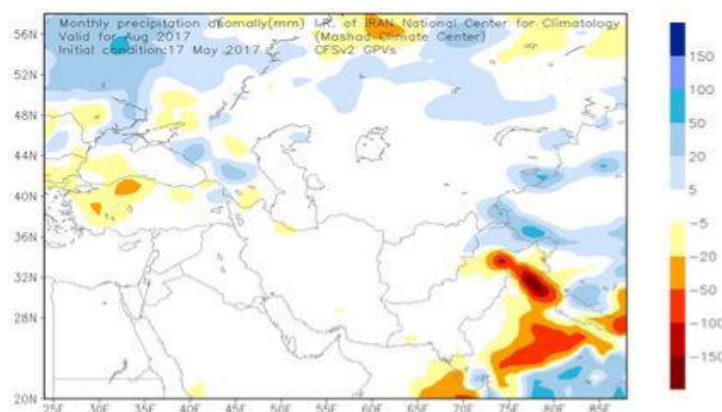 Monthly precipitation anomaly(mm) I.R. of IRAN National Center for Climatology
Valid for Aug 2017 (Mashad Climate Center)
Initial condition:17 May 2017 CFSv2 GPVs
56N
52N
48N
44N
40N
36N
32N
28N
20N
25E 30E 35E 40E 45E 50E 55E 60E 65E 70E 75E 80E 85E
150
100
50
20
5
-5
-20
-50
-100
-150